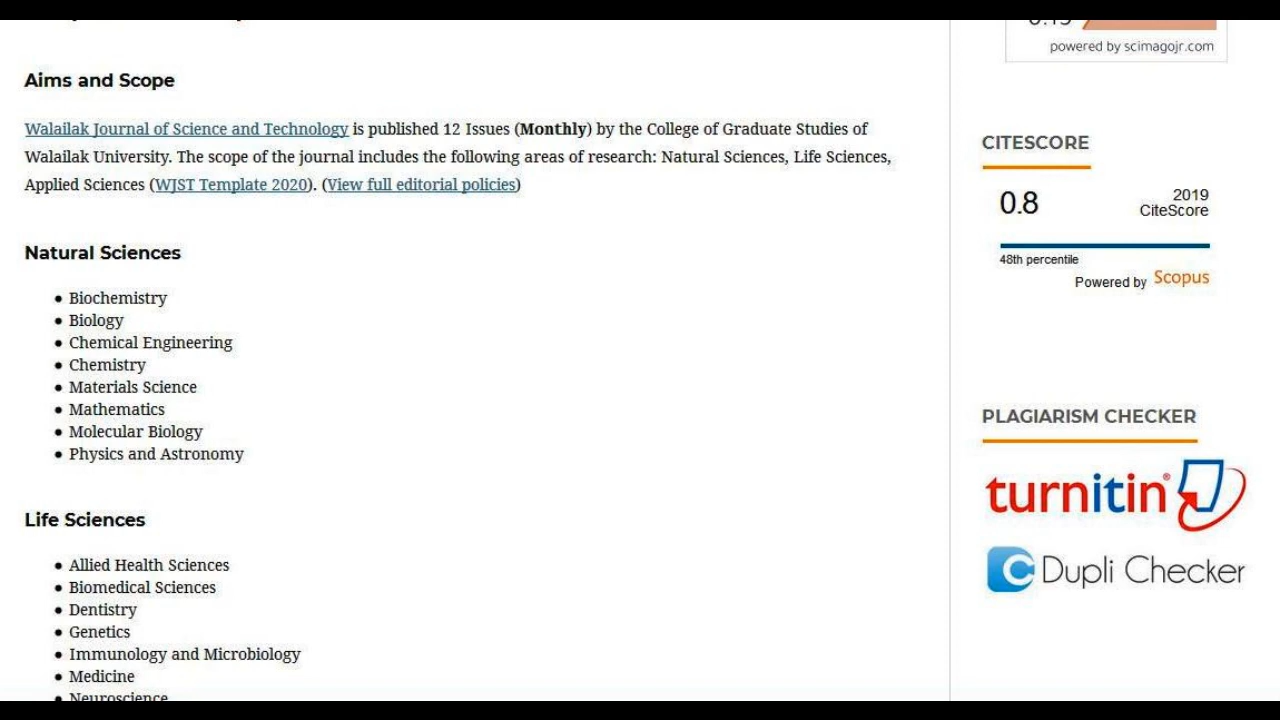 Aims and Scope
Walailak Journal of Science and Technology is published 12 Issues (Monthly) by the College of Graduate Studies of
Walailak University. The scope of the journal includes the following areas of research: Natural Sciences, Life Sciences,
Applied Sciences (WJST Template 2020). (View full editorial policies)
Natural Sciences
• Biochemistry
• Biology
• Chemical Engineering
• Chemistry
• Materials Science
• Mathematics
• Molecular Biology
• Physics and Astronomy
Life Sciences
• Allied Health Sciences
• Biomedical Sciences
• Dentistry
• Genetics
• Immunology and Microbiology
• Medicine
• Neuroscience
powered by scimagojr.com
CITESCORE
0.8
2019
CiteScore
48th percentile
Powered by Scopus
PLAGIARISM CHECKER
turnitin®
Dupli Checker